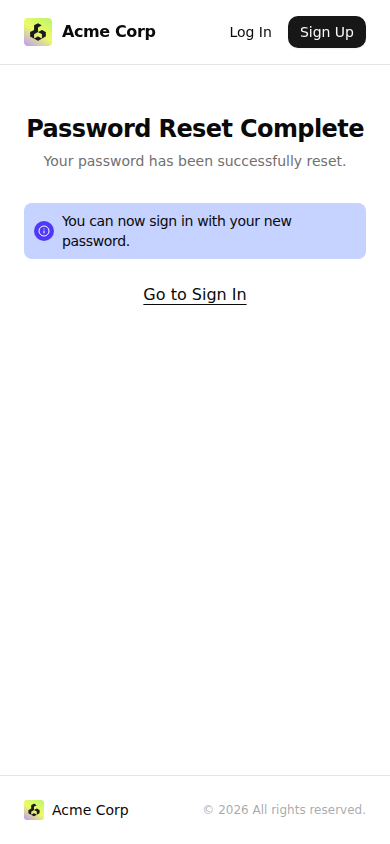 Acme Corp
Log In
Sign Up
Password Reset Complete
Your password has been successfully reset.
You can now sign in with your new
password.
Go to Sign In
Acme Corp
© 2026 All rights reserved.